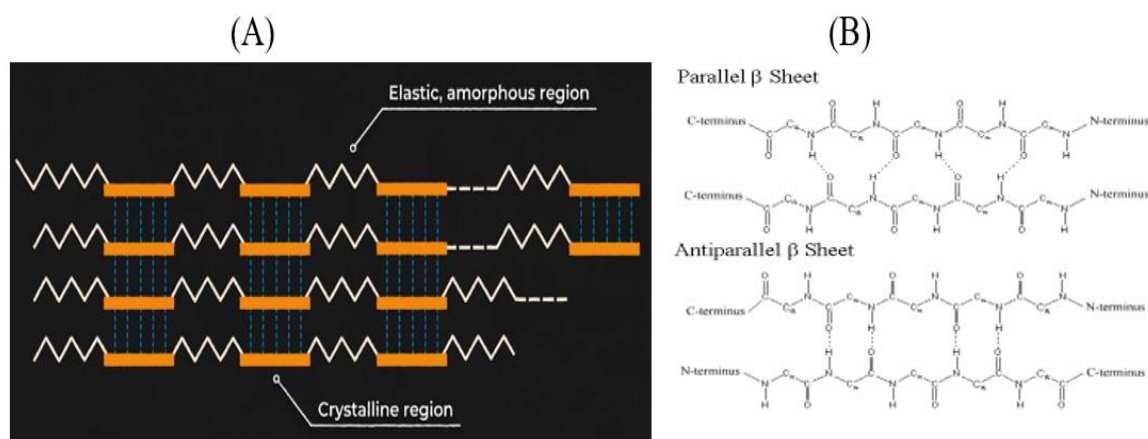 (A)
Elastic, amorphous region
Crystalline region
(B)
Parallel β Sheet
C-terminus
N-terminus
C-terminus
N-terminus
Antiparallel β Sheet
C-terminus
N-terminus
N-terminus
C-terminus